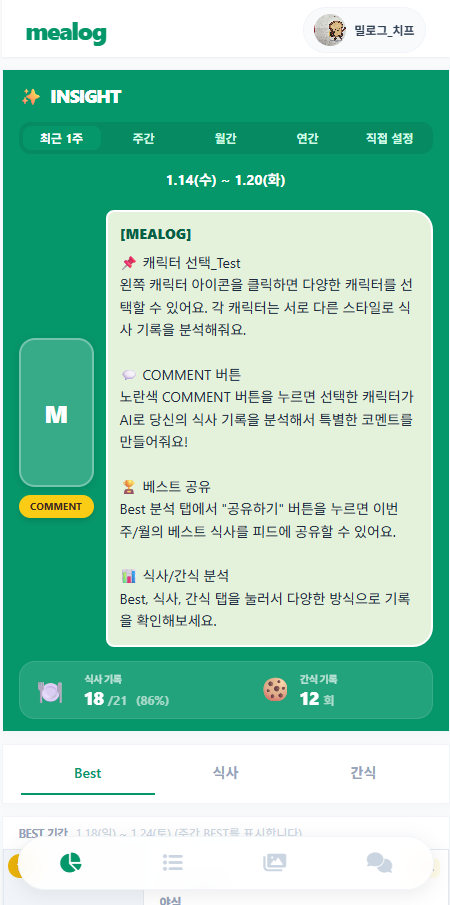 mealog
밀로그_치프
INSIGHT
최근 1주
주간
월간
연간
직접 설정
1.14(수) ~ 1.20(화)
[MEALOG]
캐릭터 선택_Test
왼쪽 캐릭터 아이콘을 클릭하면 다양한 캐릭터를 선
택할 수 있어요. 각 캐릭터는 서로 다른 스타일로 식
사 기록을 분석해줘요.
COMMENT 버튼
노란색 COMMENT 버튼을 누르면 선택한 캐릭터가
AI로 당신의 식사 기록을 분석해서 특별한 코멘트를
만들어줘요!
베스트 공유
Best 분석 탭에서 "공유하기" 버튼을 누르면 이번
주/월의 베스트 식사를 피드에 공유할 수 있어요.
식사/간식 분석
Best, 식사, 간식 탭을 눌러서 다양한 방식으로 기록
을 확인해보세요.
M
COMMENT
식사 기록
18 /21 (86%)
간식 기록
12 회
Best
식사
간식
BEST 기간 1.18(일) ~ 1.24(토) (주간 BEST를 표시합니다)
야식